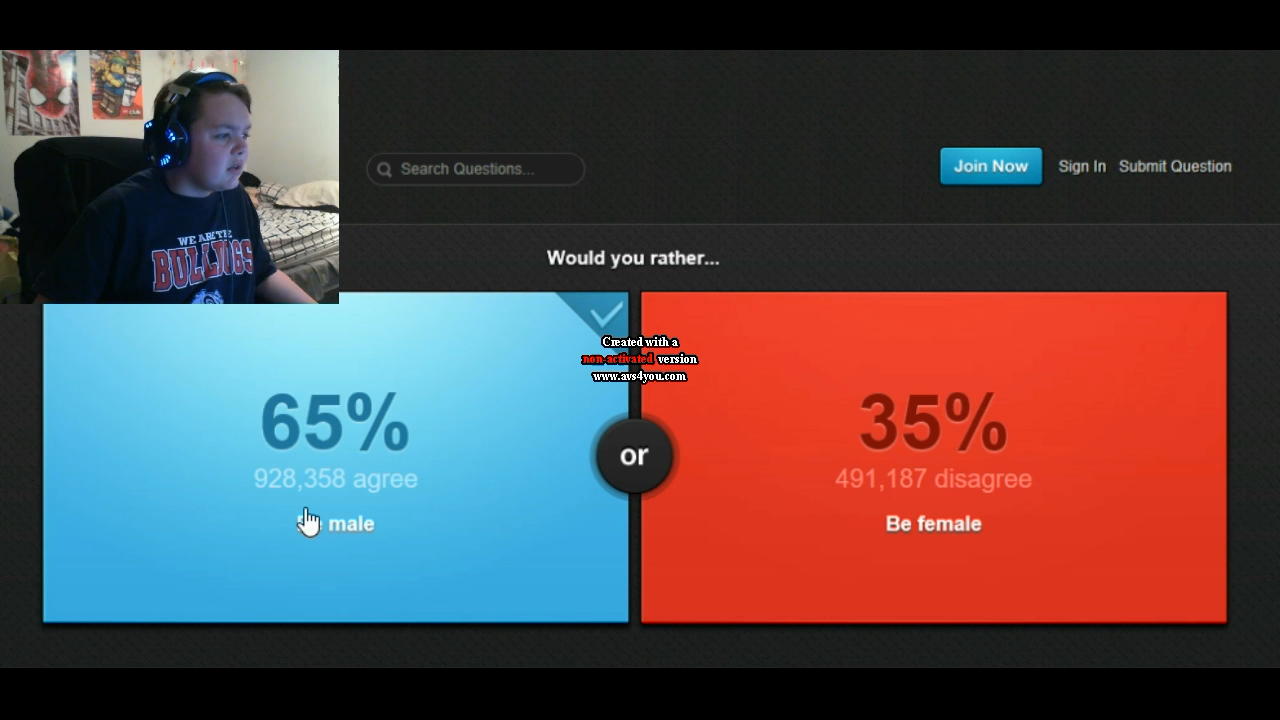 WE ARE THE
BULLDOGS
Search Questions...
Join Now
Sign In
Submit Question
Would you rather...
Created with a
non-activated version
www.avs4you.com
65%
928,358 agree
male
or
35%
491,187 disagree
Be female